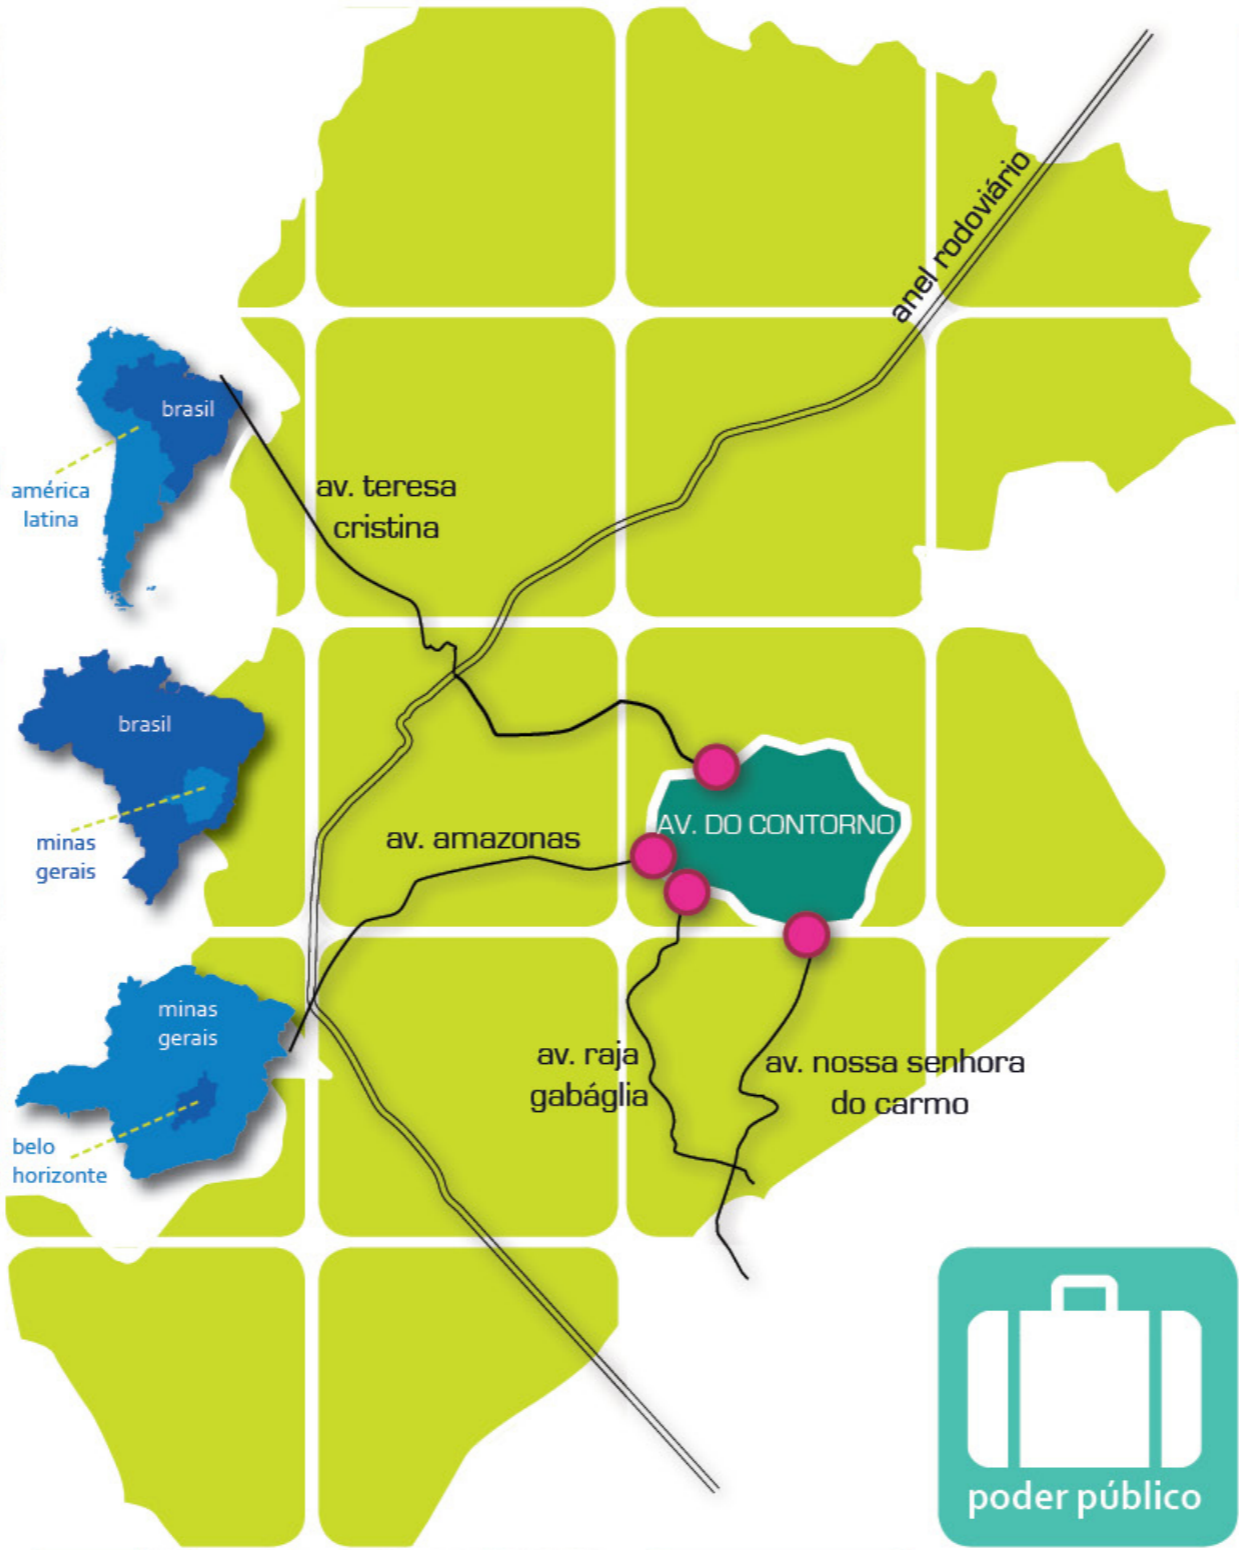 anel rodoviário
brasil
américa
latina
av. teresa
cristina
brasil
minas
gerais
AV. DO CONTORNO
av. amazonas
minas
gerais
belo
horizonte
av. raja
gabáglia
av. nossa senhora
do carmo
poder público